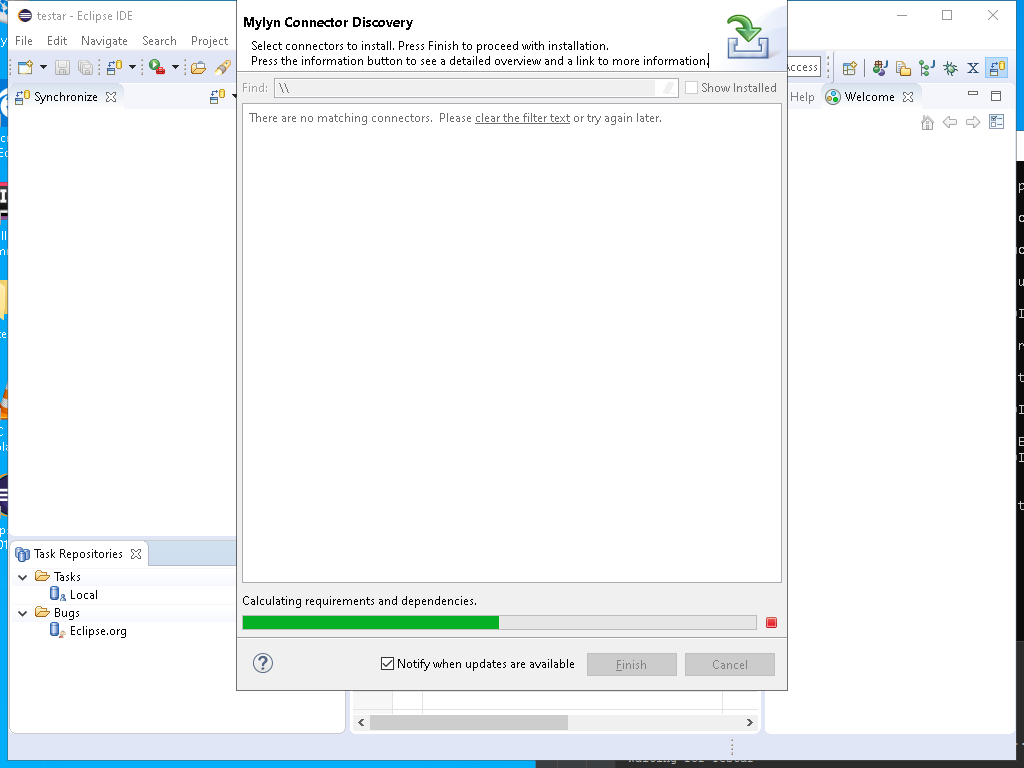 testar - Eclipse IDE
File Edit Navigate Search Project
Help
Access
Synchronize
Welcome
Mylyn Connector Discovery
Select connectors to install. Press Finish to proceed with installation.
Press the information button to see a detailed overview and a link to more information.
Find: \\
Show Installed
There are no matching connectors. Please clear the filter text or try again later.
Task Repositories
Tasks
Local
Bugs
Eclipse.org
Calculating requirements and dependencies.
Notify when updates are available
Finish
Cancel